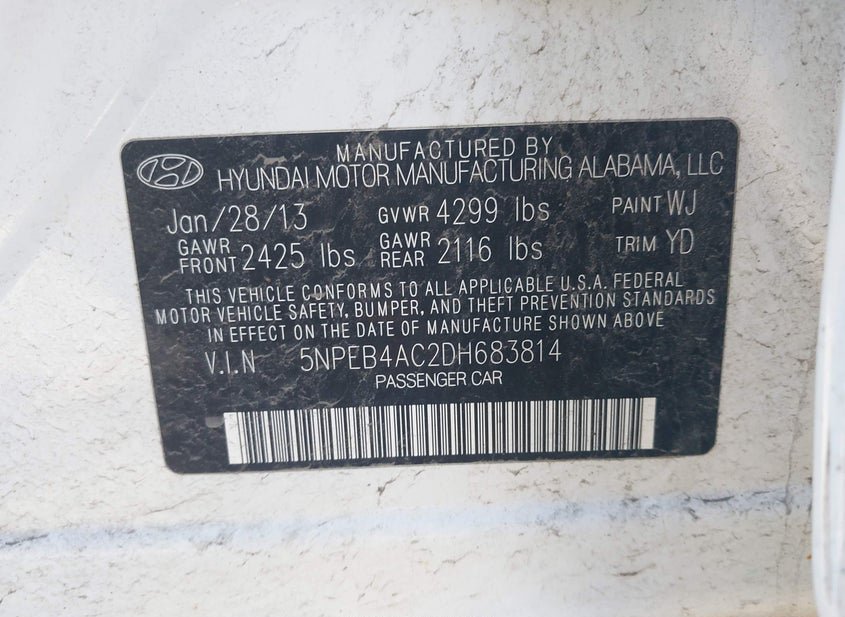 MANUFACTURED BY
HYUNDAI MOTOR MANUFACTURING ALABAMA, LLC
Jan/28/13 GVWR 4299 lbs PAINT WJ
GAWR FRONT 2425 lbs GAWR REAR 2116 lbs TRIM YD
THIS VEHICLE CONFORMS TO ALL APPLICABLE U.S.A. FEDERAL
MOTOR VEHICLE SAFETY, BUMPER, AND THEFT PREVENTION STANDARDS
IN EFFECT ON THE DATE OF MANUFACTURE SHOWN ABOVE
V.I.N 5NPEB4AC2DH683814
PASSENGER CAR